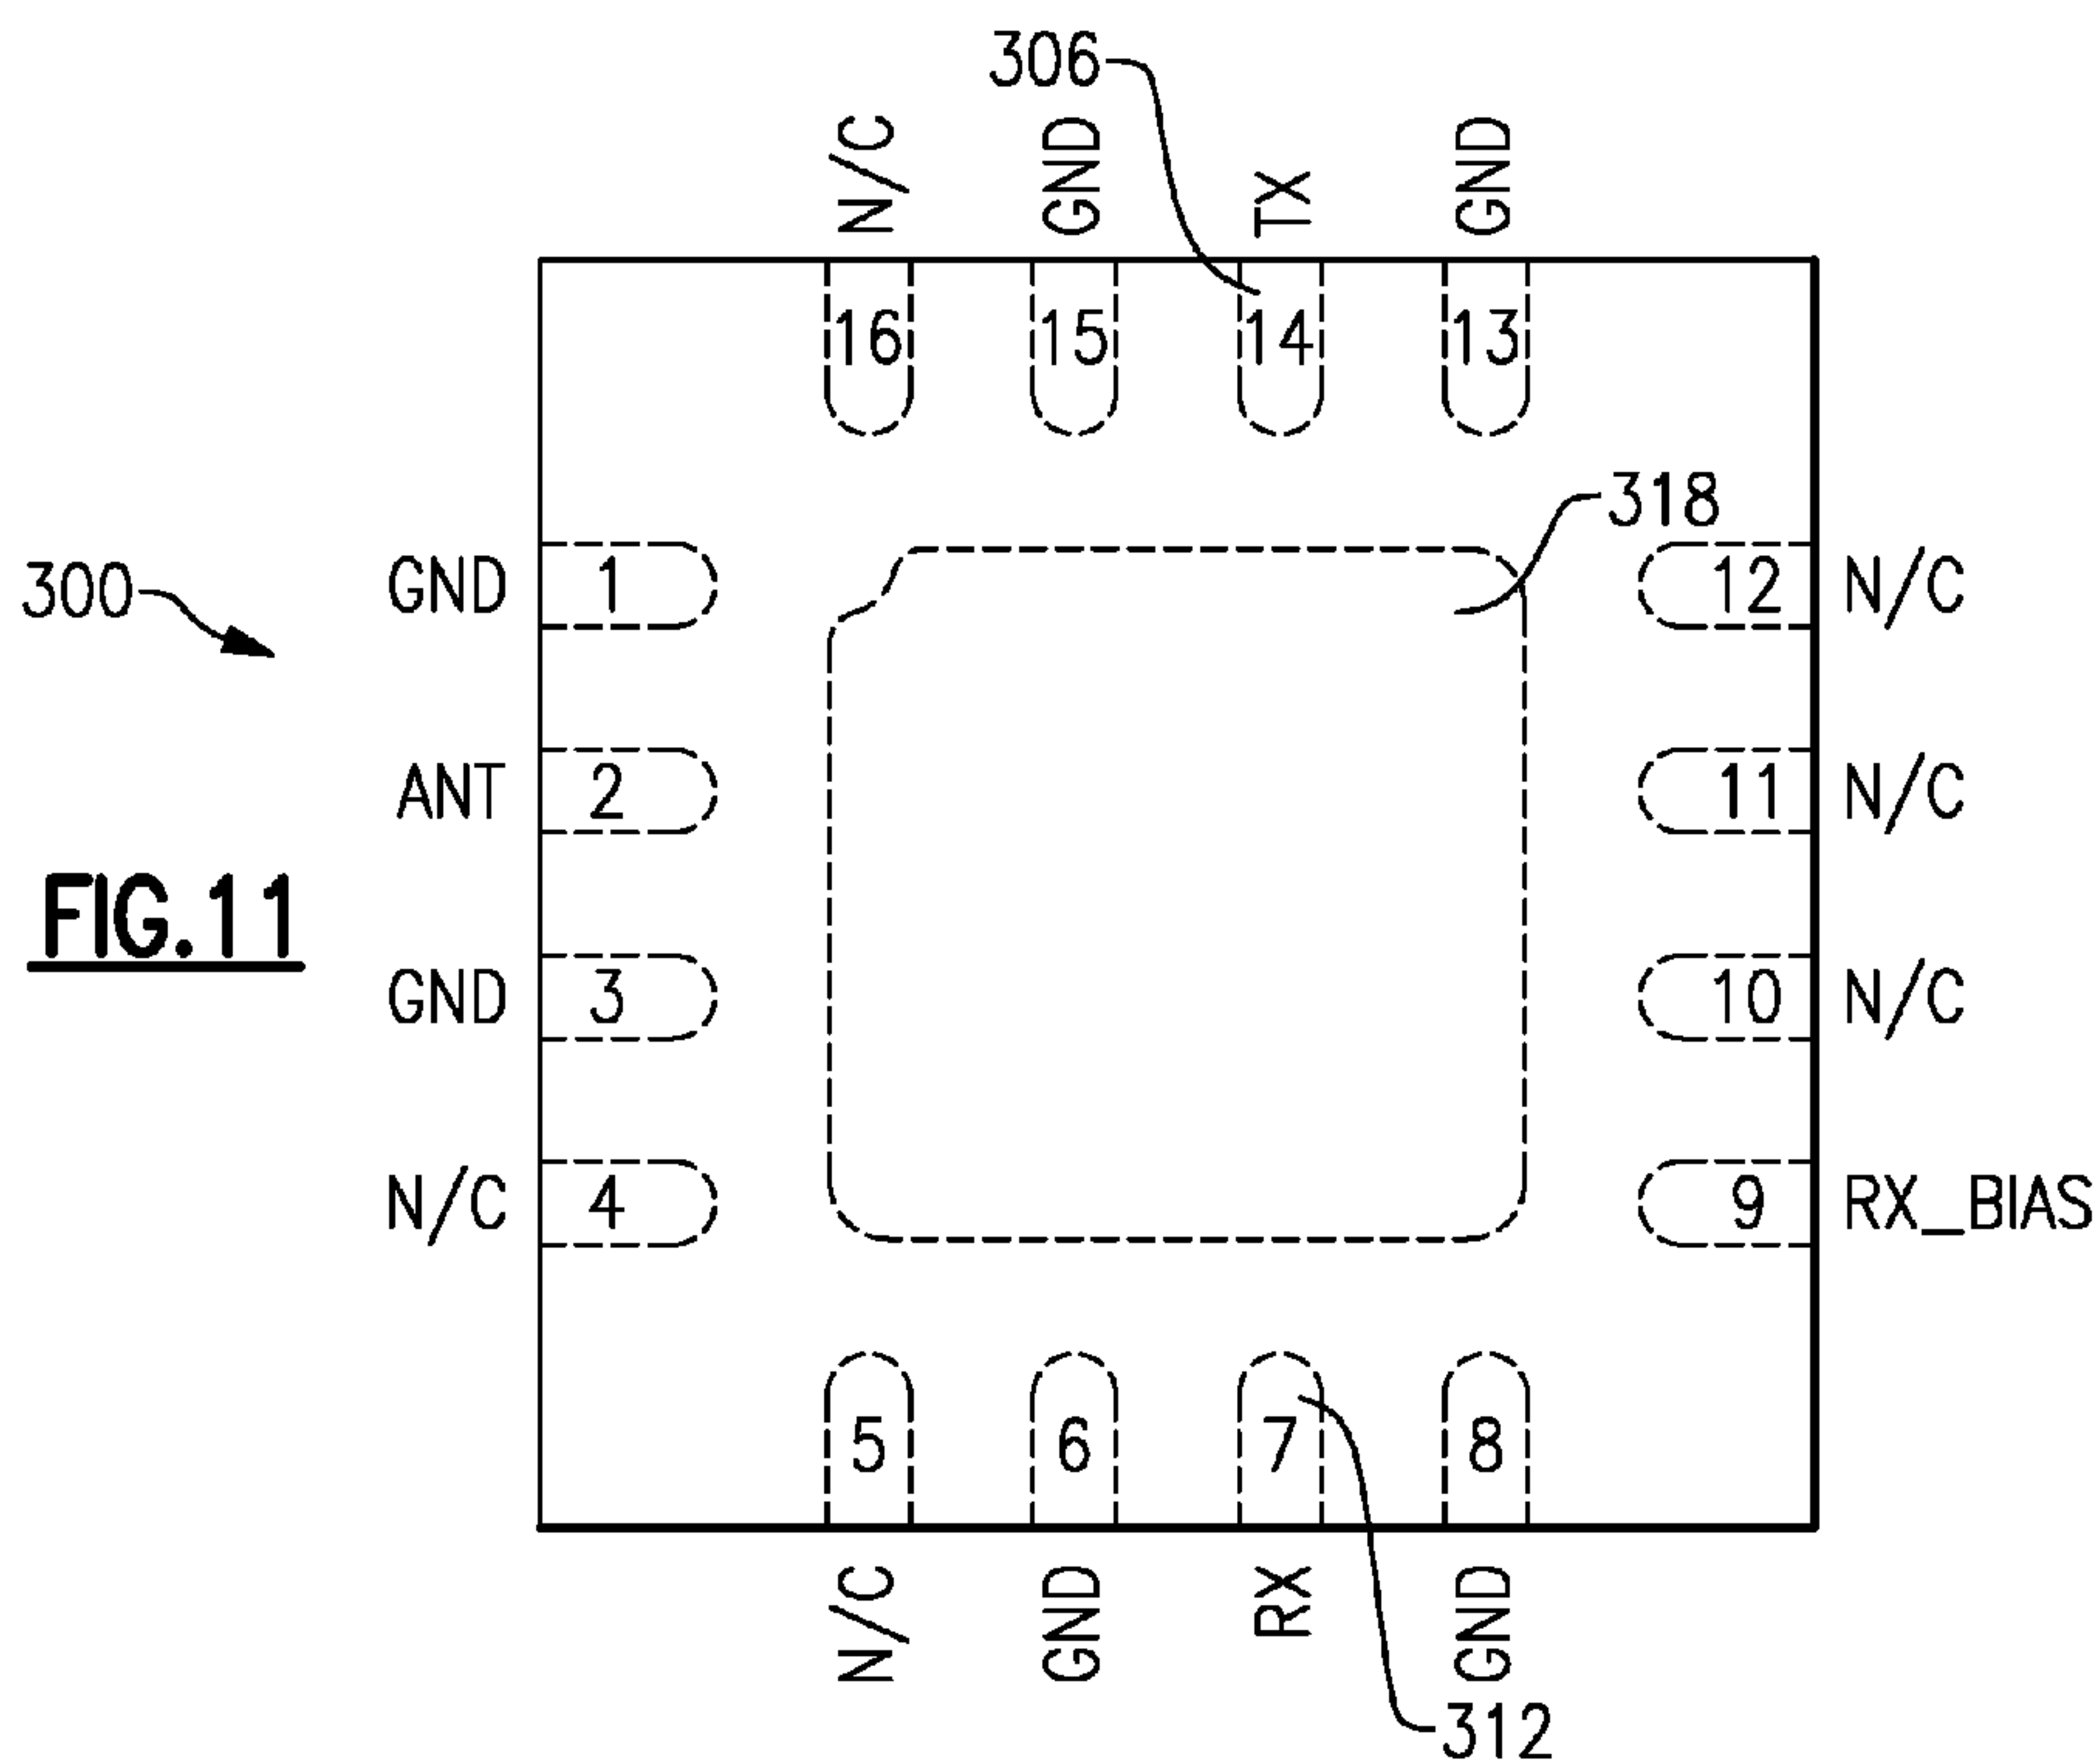 306
N/C GND TX GND
16 15 14 13
318
300
GND 1 12 N/C
ANT 2 11 N/C
FIG.11
GND 3 10 N/C
N/C 4 9 RX_BIAS
5 6 7 8
N/C GND RX GND
312